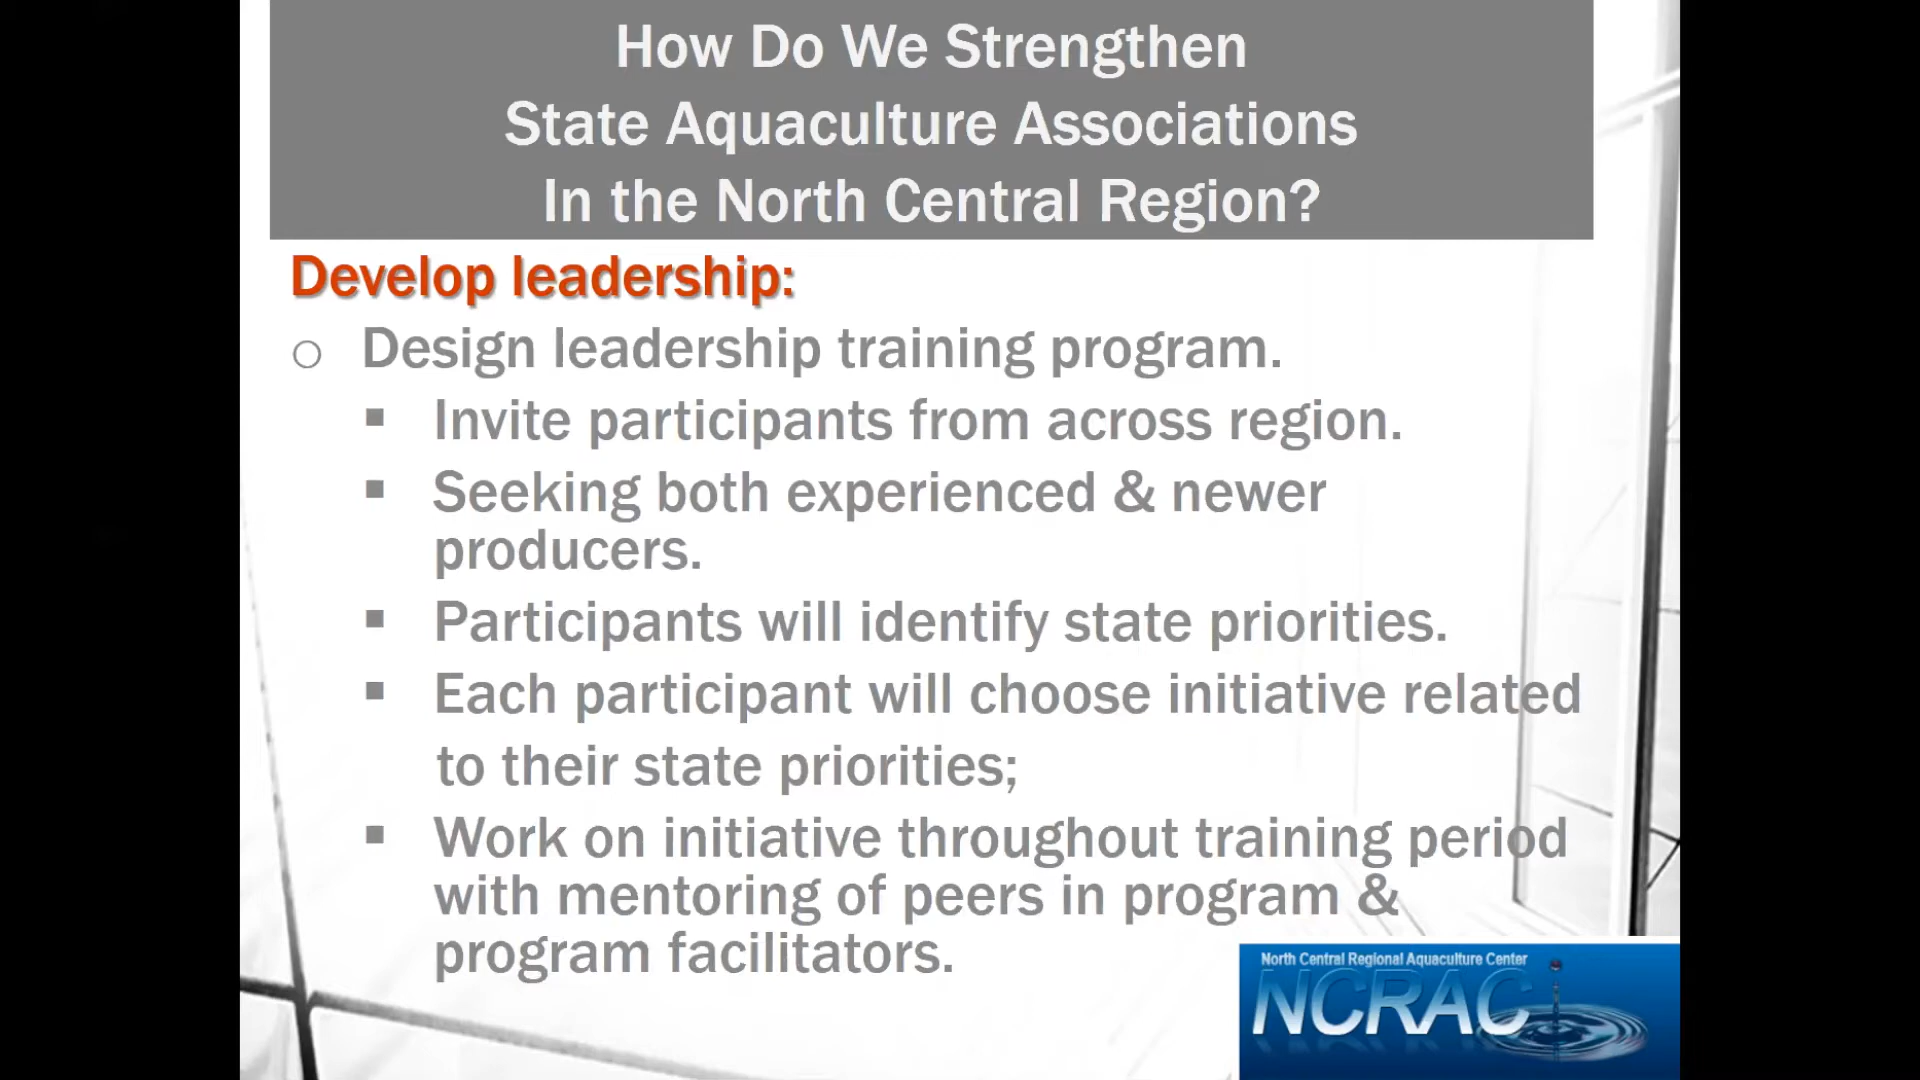 How Do We Strengthen
State Aquaculture Associations
In the North Central Region?
Develop leadership:
○ Design leadership training program.
▪ Invite participants from across region.
▪ Seeking both experienced & newer
producers.
▪ Participants will identify state priorities.
▪ Each participant will choose initiative related
to their state priorities;
▪ Work on initiative throughout training period
with mentoring of peers in program &
program facilitators.
North Central Regional Aquaculture Center
NCRAC